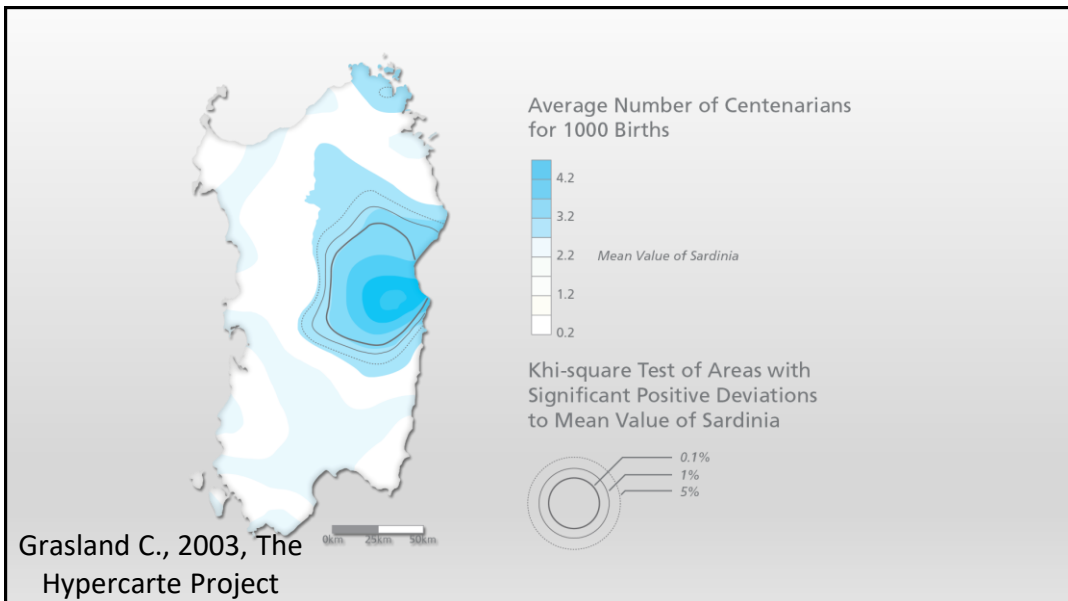 Average Number of Centenarians
for 1000 Births
4.2
3.2
2.2 Mean Value of Sardinia
1.2
0.2
Khi-square Test of Areas with
Significant Positive Deviations
to Mean Value of Sardinia
0.1%
1%
5%
0km 25km 50km
Grasland C., 2003, The
Hypercarte Project